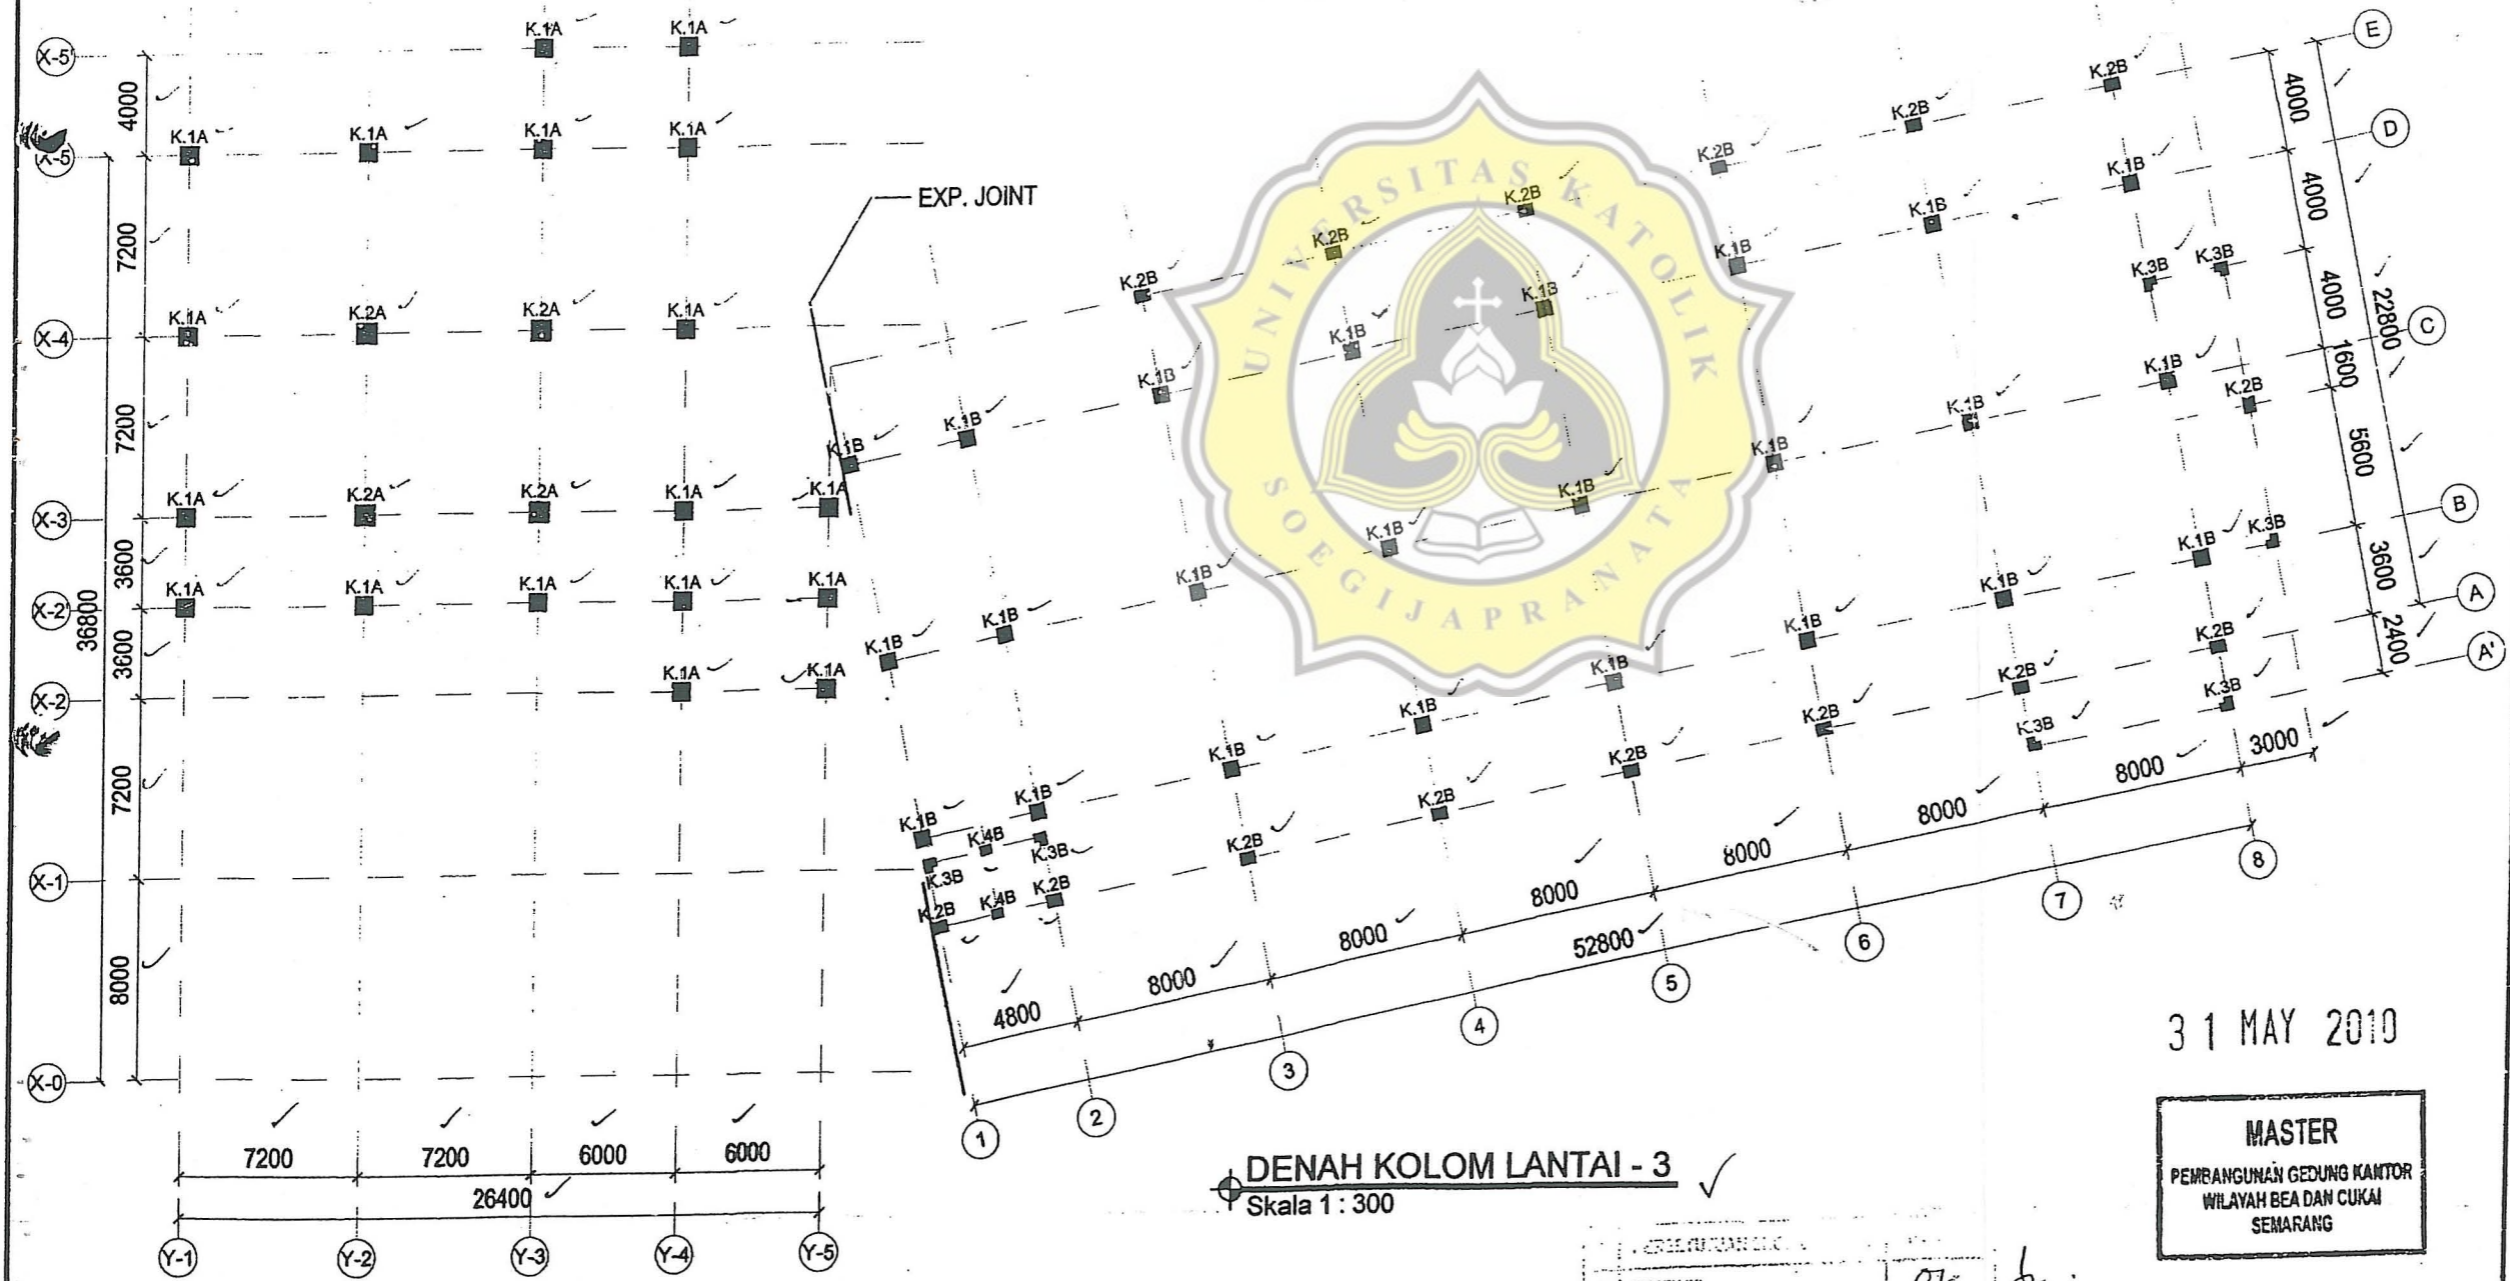 K.1A K.1A
X-5'
4000
K.1A K.1A K.1A K.1A
X-5
7200
EXP. JOINT
K.1A K.2A K.2A K.1A
X-4
7200
K.1A K.2A K.2A K.1A K.1A
X-3
3600
K.1A K.1A K.1A K.1A K.1A
X-2'
36800
3600
K.1A K.1A
X-2
7200
X-1
8000
X-0
7200 7200 6000 6000
26400
Y-1 Y-2 Y-3 Y-4 Y-5
K.2B K.2B K.2B K.2B K.2B K.2B
E
4000
K.1B K.1B K.1B K.1B K.1B K.1B K.1B K.1B
D
4000
K.3B K.3B
4000
22800
K.1B K.1B K.1B K.1B K.1B K.1B K.1B K.1B
C
1600
K.2B
5600
K.1B K.1B K.1B K.1B K.1B K.1B K.1B K.1B K.3B
B
3600
K.3B K.4B K.3B
K.2B K.4B K.2B K.2B K.2B K.2B K.2B K.2B K.2B
A
2400
K.3B K.3B
A'
4800 8000 8000 8000 8000 8000 8000 3000
52800
1 2 3 4 5 6 7 8
UNIVERSITAS KATOLIK
SOEGIJAPRANATA
DENAH KOLOM LANTAI - 3
Skala 1 : 300
31 MAY 2010
MASTER
PEMBANGUNAN GEDUNG KANTOR
WILAYAH BEA DAN CUKAI
SEMARANG